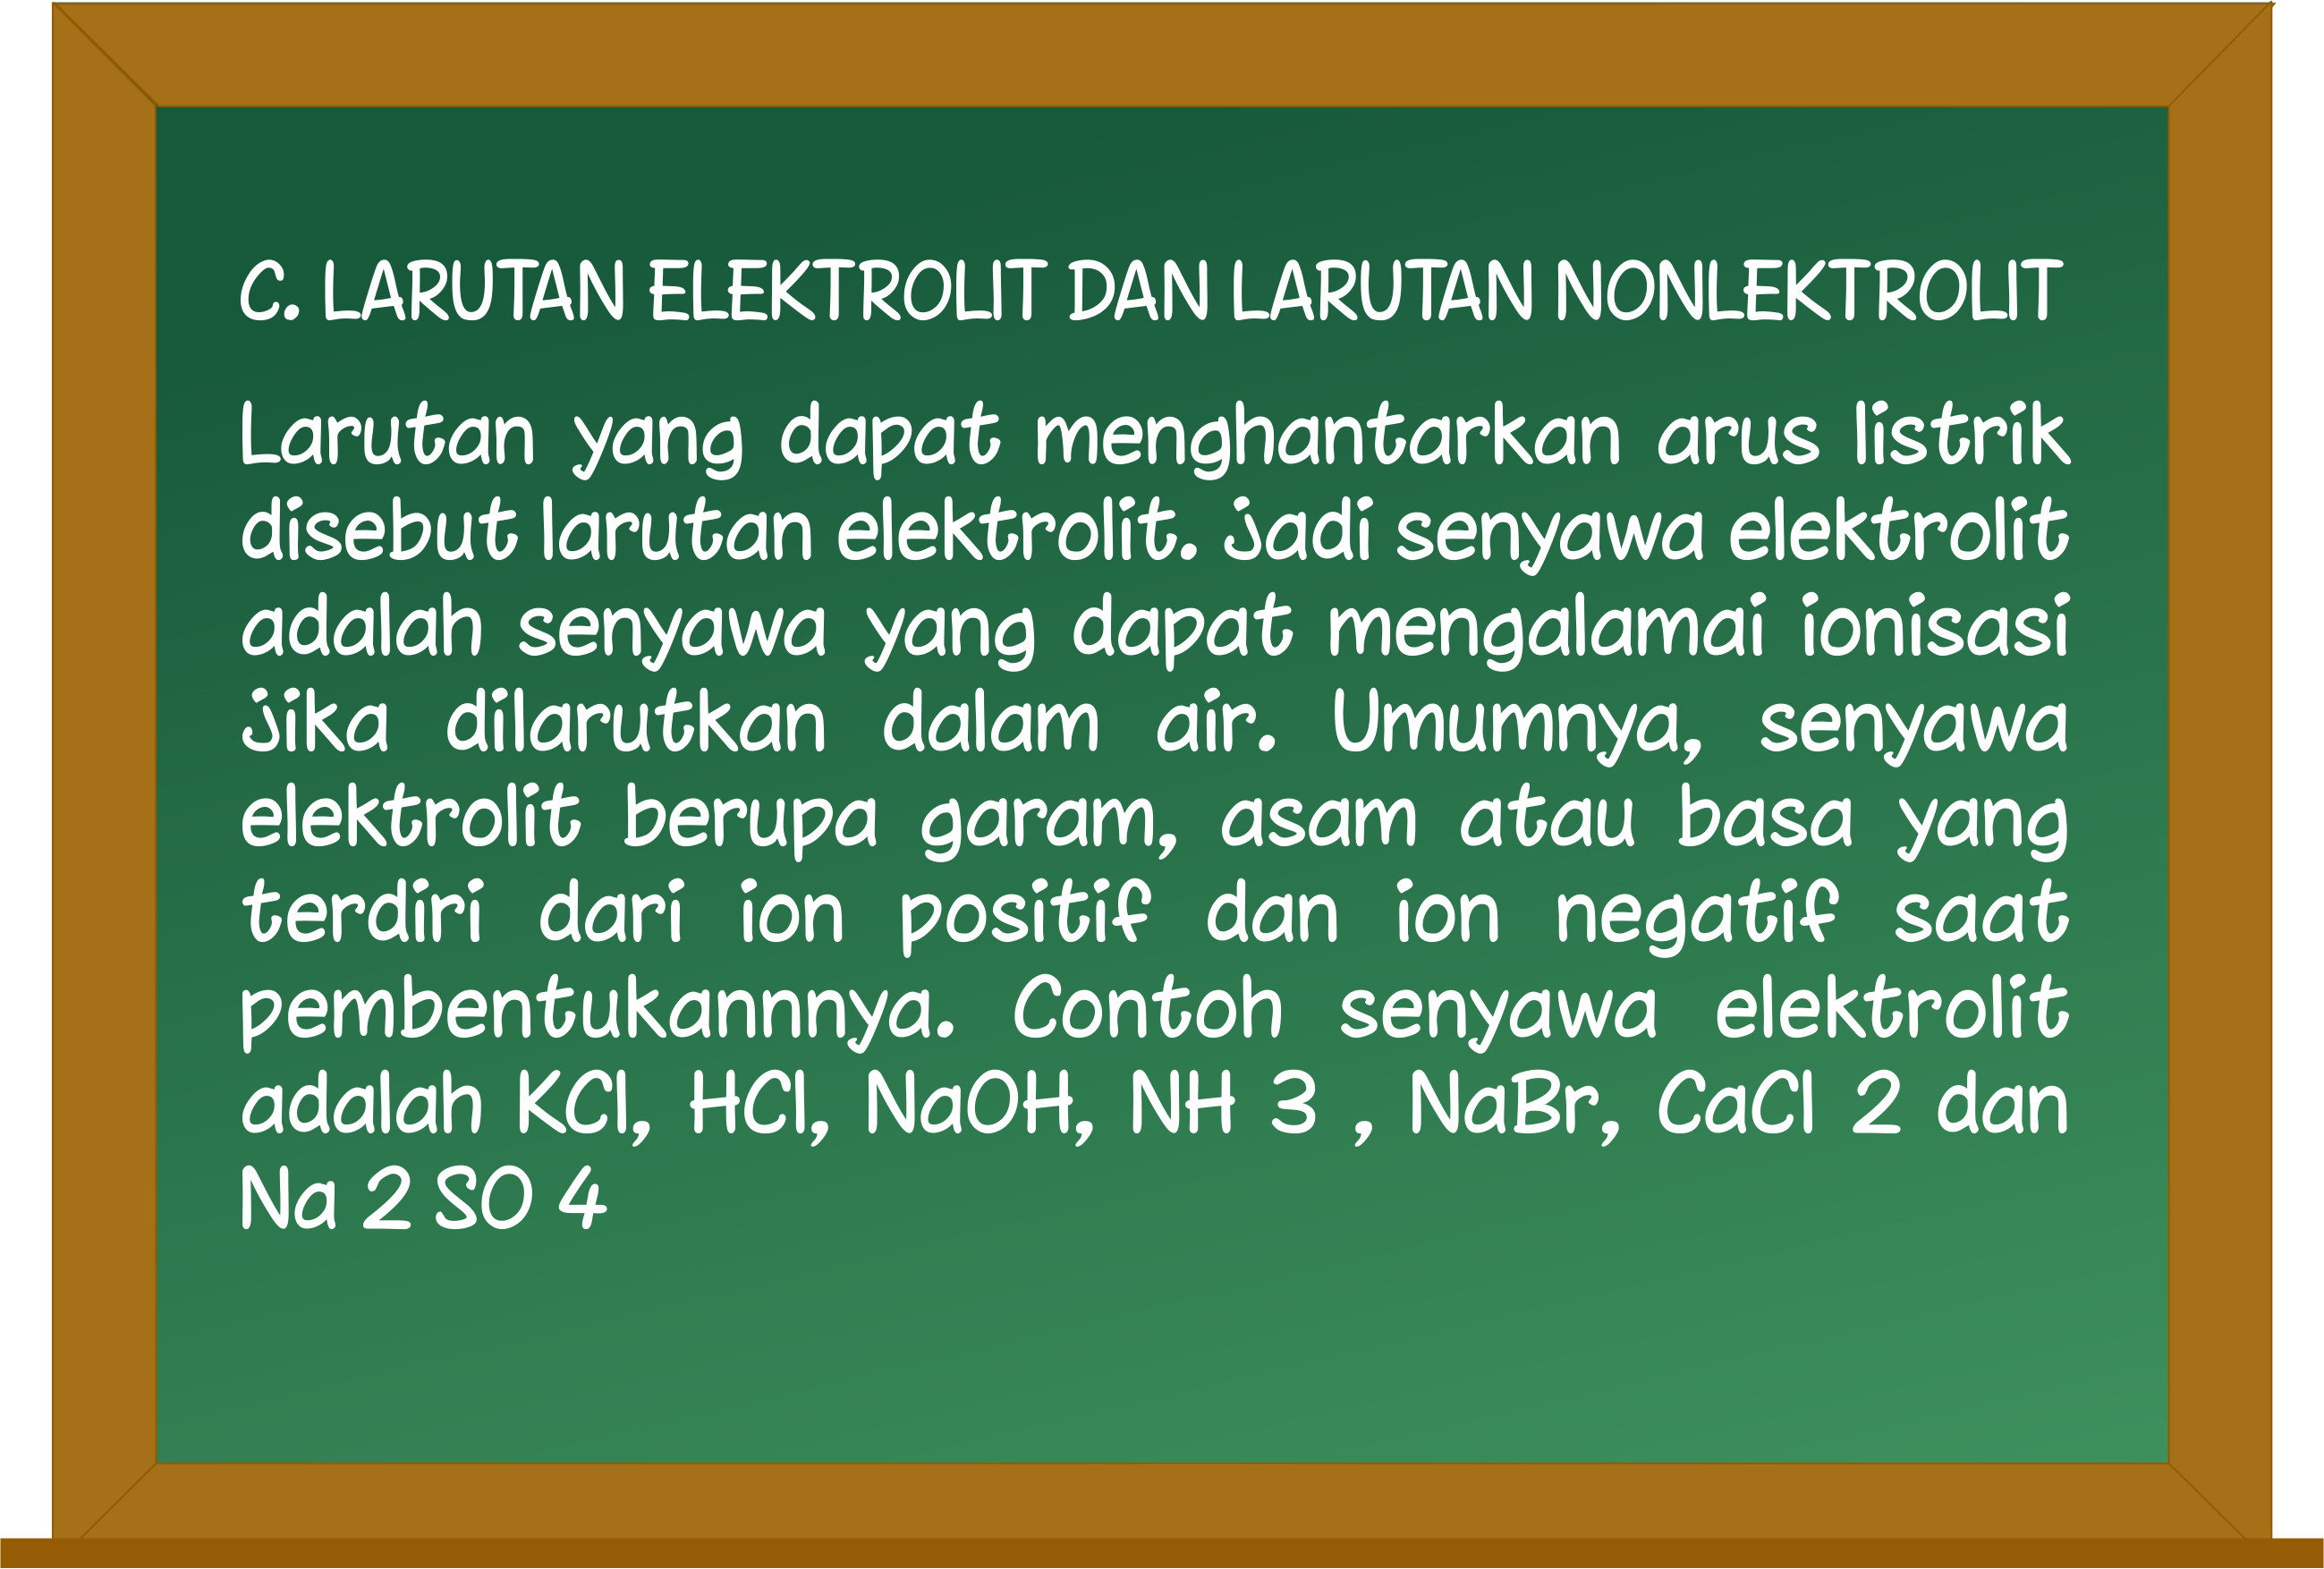 C. LARUTAN ELEKTROLIT DAN LARUTAN NONLEKTROLIT
Larutan yang dapat menghantarkan arus listrik
disebut larutan elektrolit. jadi senyawa elektrolit
adalah senyawa yang dapat mengalamai ionisasi
jika dilarutkan dalam air. Umumnya, senyawa
elektrolit berupa garam, asam atau basa yang
terdiri dari ion positif dan ion negatif saat
pembentukannnya. Contoh senyawa elektrolit
adalah KCl, HCl, NaOH, NH 3 , NaBr, CaCl 2 dan
Na 2 SO 4